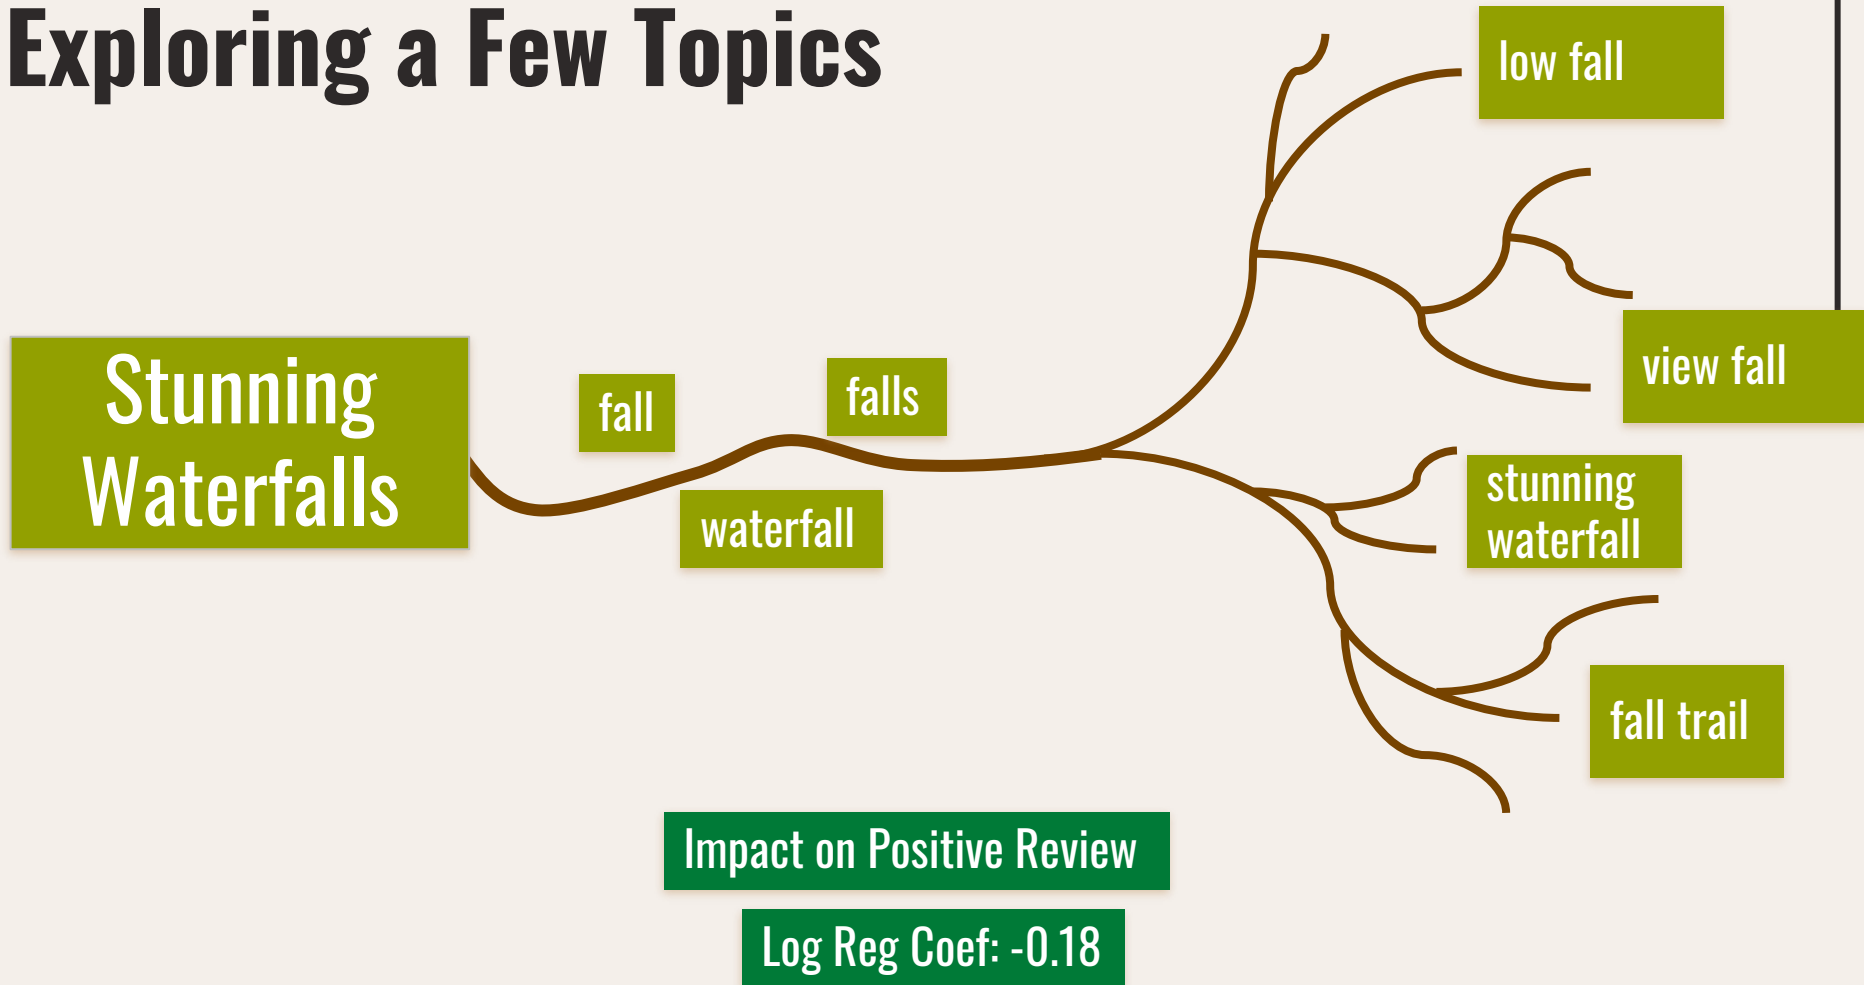 Exploring a Few Topics
low fall
view fall
Stunning
Waterfalls
fall
falls
waterfall
stunning
waterfall
fall trail
Impact on Positive Review
Log Reg Coef: -0.18